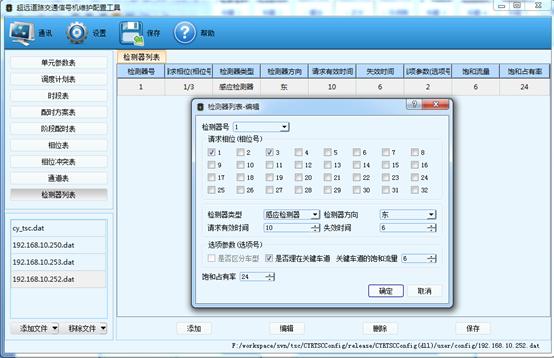 超远道路交通信号机维护配置工具
通讯 设置 保存 帮助
单元参数表
调度计划表
时段表
配时方案表
阶段配时表
相位表
相位冲突表
通道表
检测器列表
cy_tsc.dat
192.168.10.250.dat
192.168.10.253.dat
192.168.10.252.dat
添加文件 移除文件
检测器列表
检测器号 求相位(相位号 检测器类型 检测器方向 请求有效时间 失效时间 项参数(选项号 饱和流量 饱和占有率
1 1/3 感应检测器 东 10 6 2 6 24
检测器列表-编辑
检测器号 1
请求相位(相位号)
1 2 3 4 5 6 7 8
9 10 11 12 13 14 15 16
17 18 19 20 21 22 23 24
25 26 27 28 29 30 31 32
检测器类型 感应检测器 检测器方向 东
请求有效时间 10 失效时间 6
选项参数(选项号)
是否区分车型 是否埋在关键车道 关键车道的饱和流量 6
饱和占有率 24
确定 取消
添加 编辑 删除 保存
F:/workspace/svn/tsc/CYRTSCConfig/release/CYRTSCConfig(dll)/user/config/192.168.10.252.dat